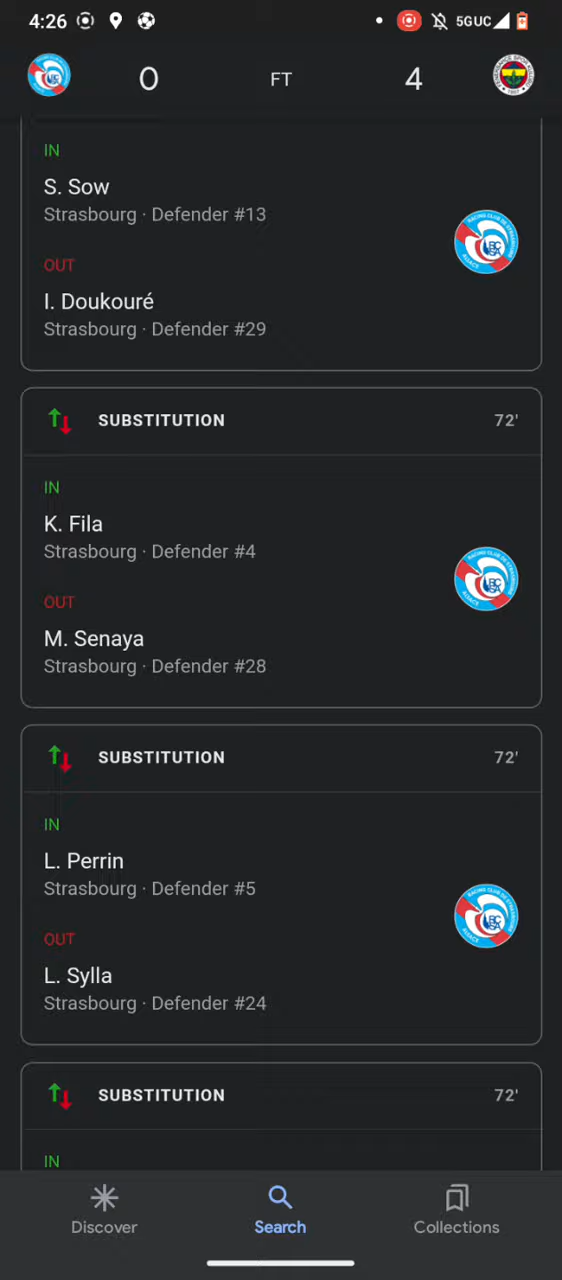 4:26
5G UC
0
FT
4
IN
S. Sow
Strasbourg · Defender #13
OUT
I. Doukouré
Strasbourg · Defender #29
SUBSTITUTION 72'
IN
K. Fila
Strasbourg · Defender #4
OUT
M. Senaya
Strasbourg · Defender #28
SUBSTITUTION 72'
IN
L. Perrin
Strasbourg · Defender #5
OUT
L. Sylla
Strasbourg · Defender #24
SUBSTITUTION 72'
IN
Discover
Search
Collections